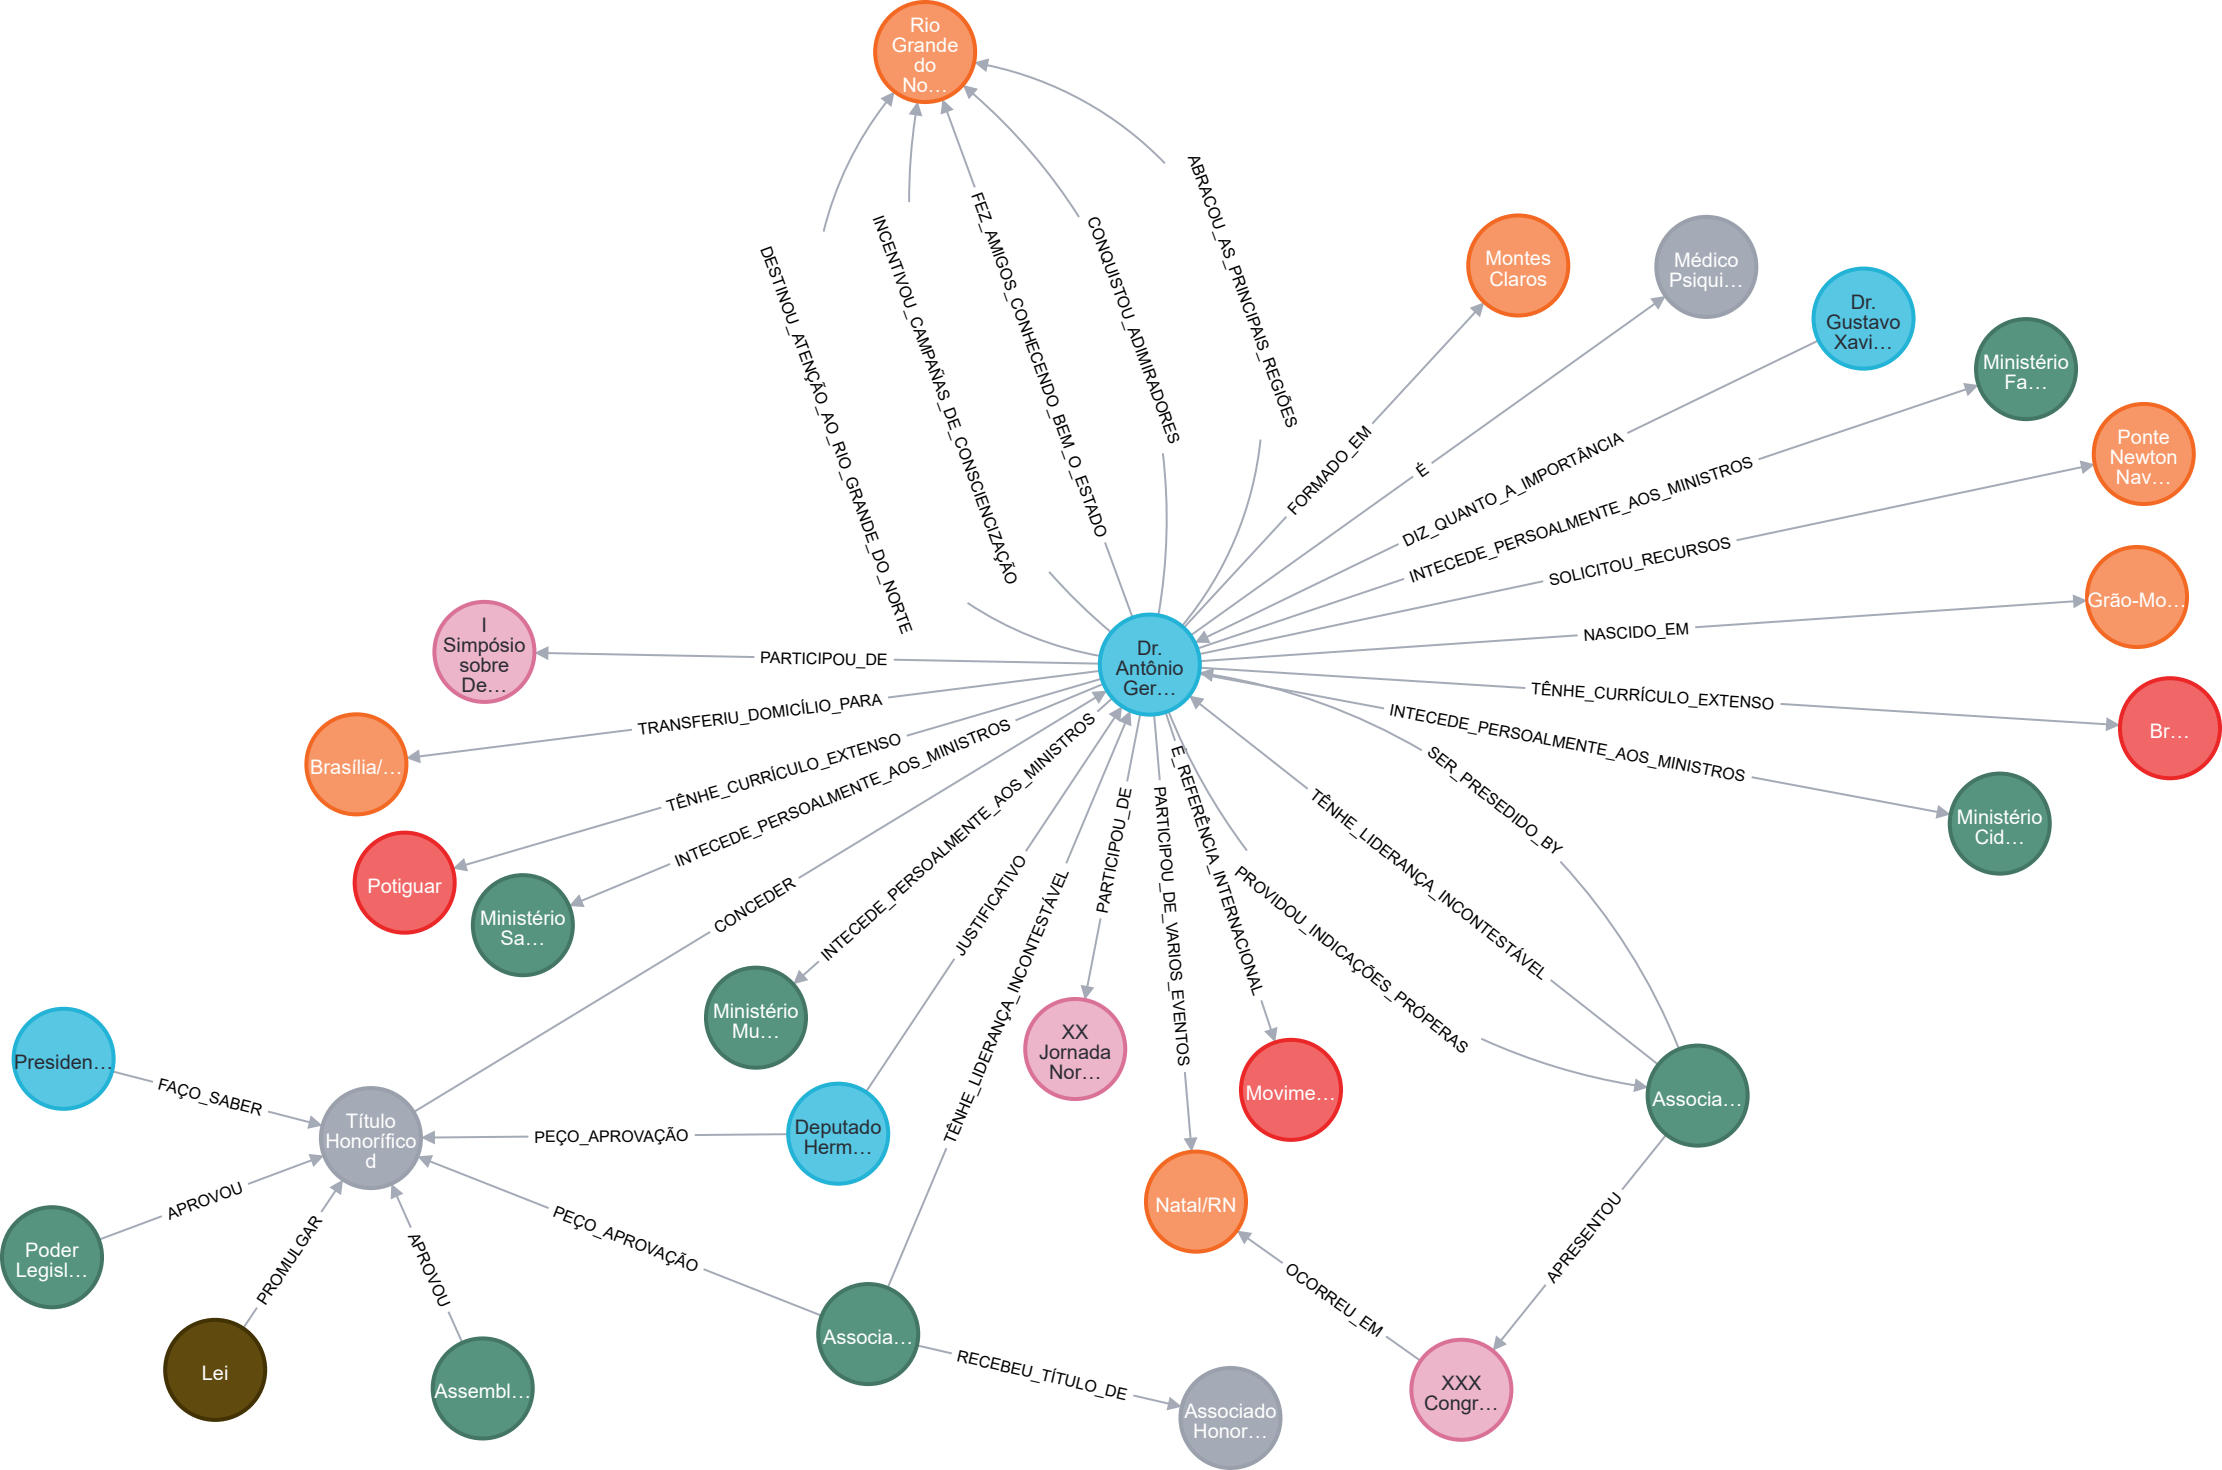 Rio
Grande
do
No…
DESTINOU_ATENÇÃO_AO_RIO_GRANDE_DO_NORTE
INCENTIVOU_CAMPAÑAS_DE_CONSCIENCIZAÇÃO
FEZ_AMIGOS_CONHECENDO_BEM_O_ESTADO
CONQUISTOU_ADIMIRADORES
ABRACOU_AS_PRINCIPAIS_REGIÕES
Montes
Claros
Médico
Psiqui…
Dr.
Gustavo
Xavi…
Ministério
Fa…
Ponte
Newton
Nav…
Grão-Mo…
Br…
Ministério
Cid…
FORMADO_EM
É
DIZ_QUANTO_A_IMPORTÂNCIA
INTECEDE_PERSOALMENTE_AOS_MINISTROS
SOLICITOU_RECURSOS
NASCIDO_EM
TÊNHE_CURRÍCULO_EXTENSO
INTECEDE_PERSOALMENTE_AOS_MINISTROS
SER_PRESEDIDO_BY
TÊNHE_LIDERANÇA_INCONTESTÁVEL
Dr.
Antônio
Ger…
I
Simpósio
sobre
De…
PARTICIPOU_DE
Brasília/…
TRANSFERIU_DOMICÍLIO_PARA
Potiguar
TÊNHE_CURRÍCULO_EXTENSO
Ministério
Sa…
INTECEDE_PERSOALMENTE_AOS_MINISTROS
Ministério
Mu…
INTECEDE_PERSOALMENTE_AOS_MINISTROS
CONCEDER
JUSTIFICATIVO
TÊNHE_LIDERANÇA_INCONTESTÁVEL
PARTICIPOU_DE
PARTICIPOU_DE_VARIOS_EVENTOS
É_REFERÊNCIA_INTERNACIONAL
PROVIDOU_INDICAÇÕES_PRÓPERAS
XX
Jornada
Nor…
Movime…
Associa…
Presiden…
FAÇO_SABER
Título
Honorífico
d
PEÇO_APROVAÇÃO
Deputado
Herm…
Natal/RN
APROVOU
Poder
Legisl…
PROMULGAR
Lei
APROVOU
Assembl…
PEÇO_APROVAÇÃO
Associa…
RECEBEU_TÍTULO_DE
Associado
Honor…
OCORREU_EM
APRESENTOU
XXX
Congr…